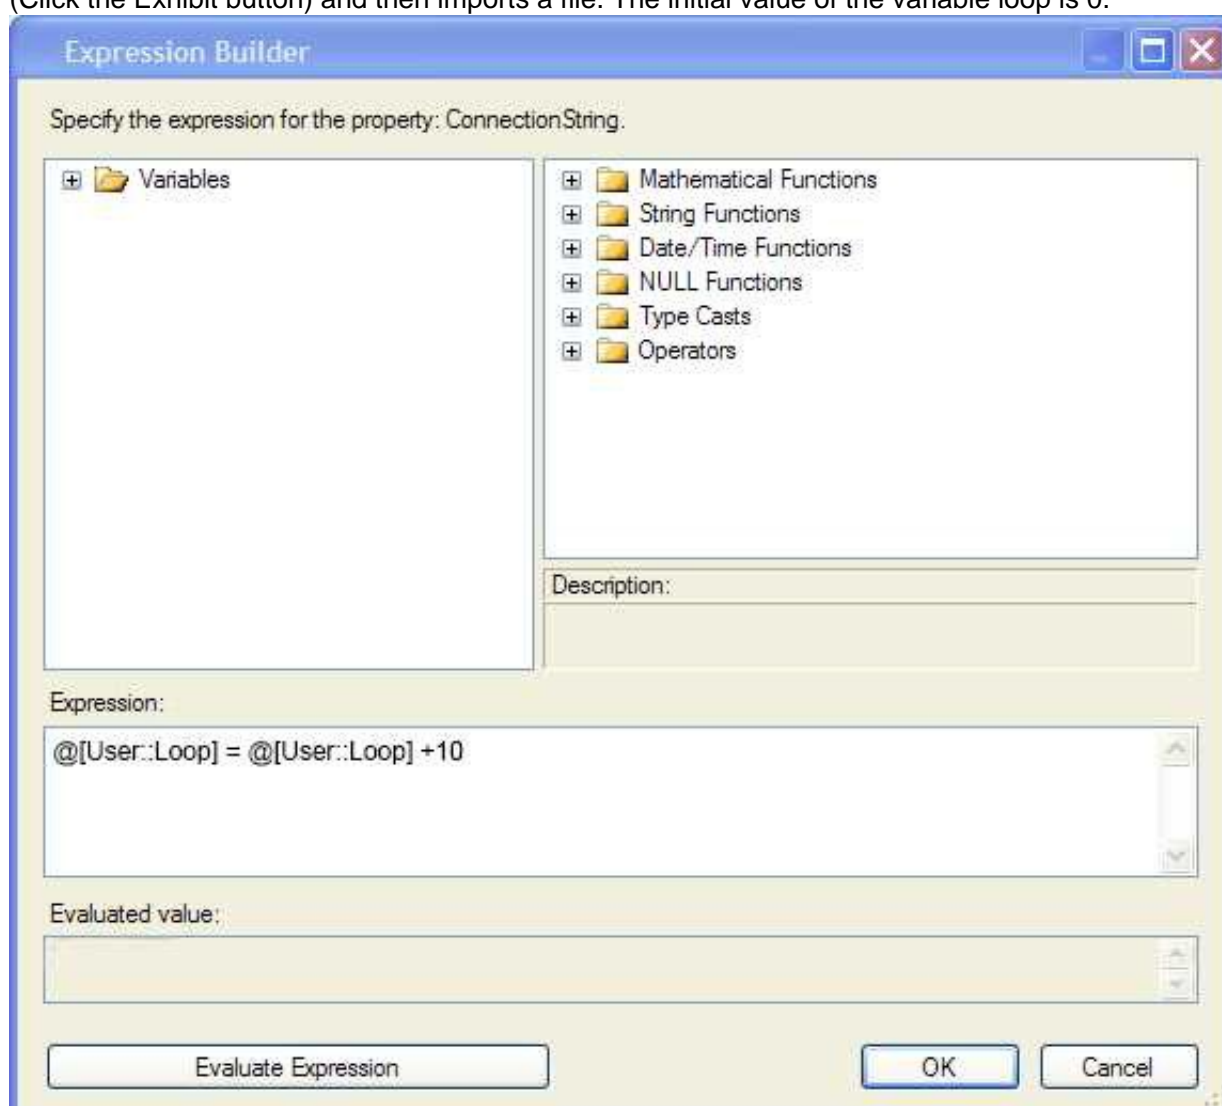 (Click the Exhibit button) and then imports a file. The initial value of the variable loop is 0.
Expression Builder
Specify the expression for the property: ConnectionString.
Variables
Mathematical Functions
String Functions
Date/Time Functions
NULL Functions
Type Casts
Operators
Description:
Expression:
@[User::Loop] = @[User::Loop] +10
Evaluated value:
Evaluate Expression
OK
Cancel